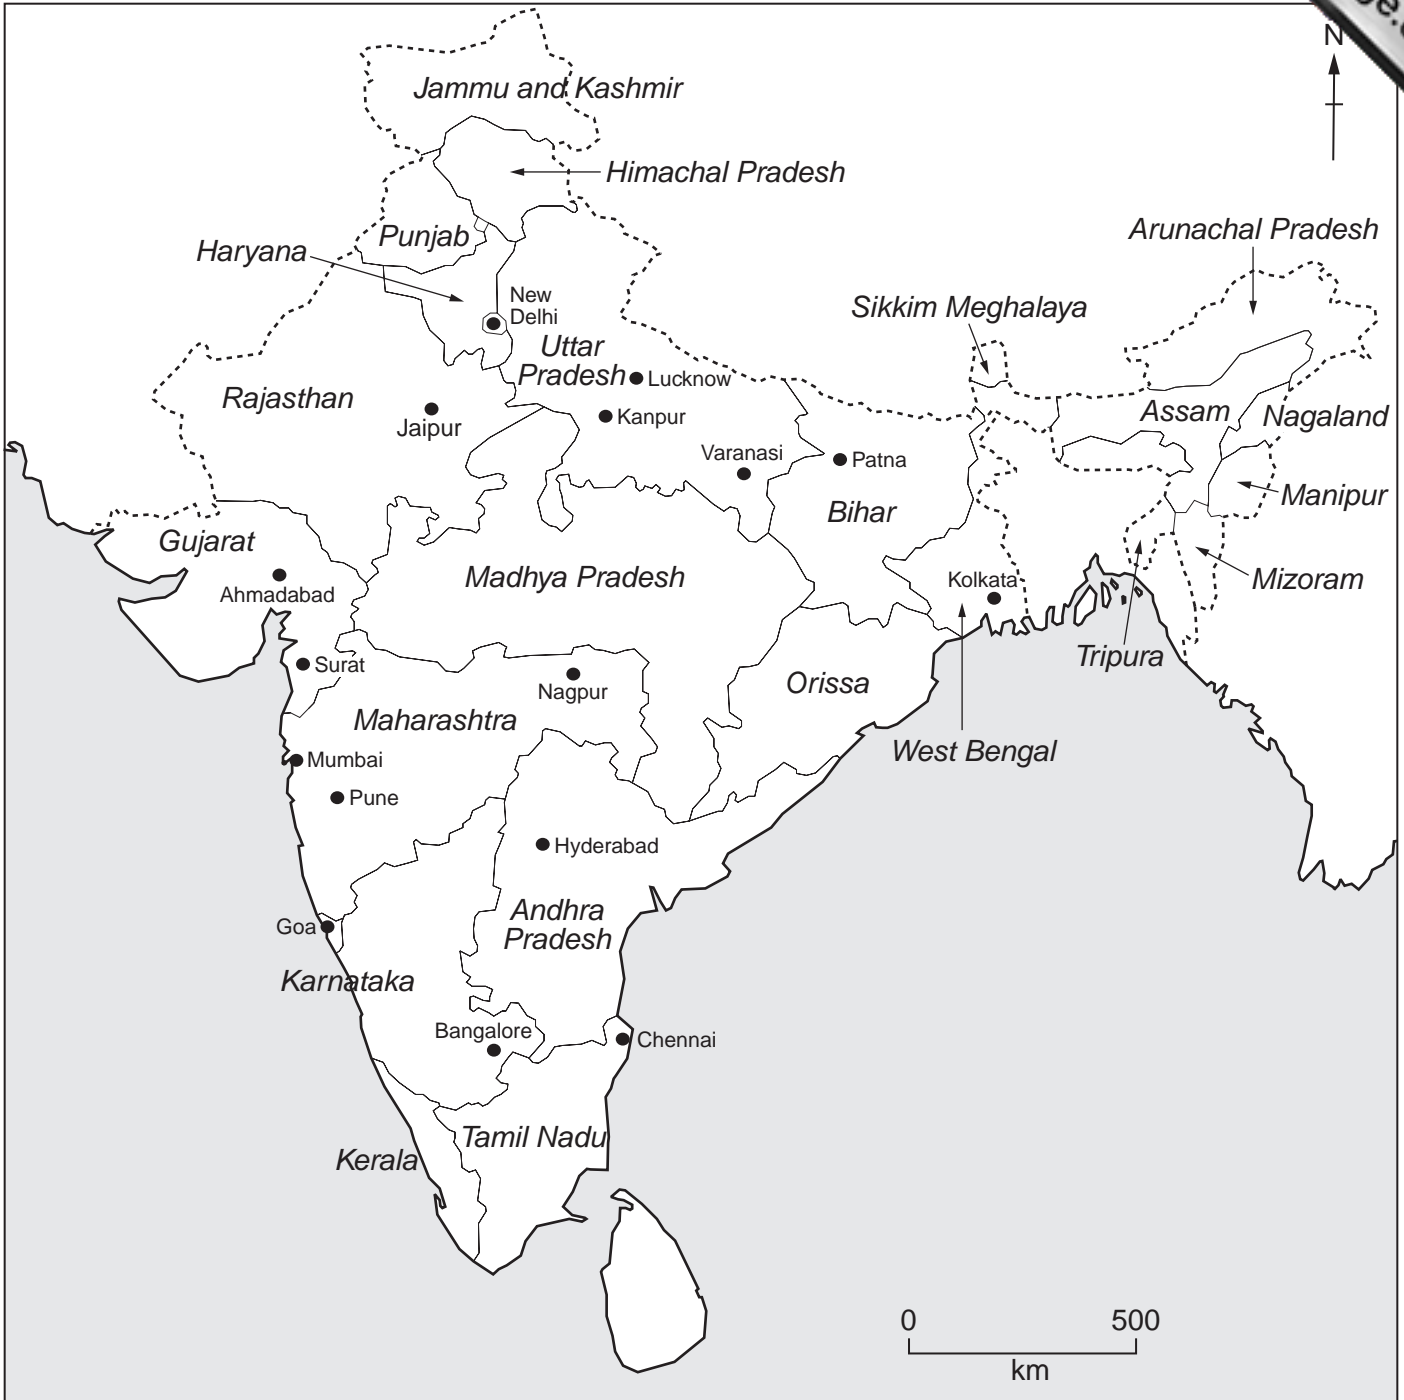 N
Jammu and Kashmir
Himachal Pradesh
Punjab
Haryana
Arunachal Pradesh
New
Delhi
Sikkim Meghalaya
Uttar
Pradesh
Lucknow
Rajasthan
Jaipur
Kanpur
Assam
Nagaland
Varanasi
Patna
Bihar
Manipur
Gujarat
Ahmadabad
Madhya Pradesh
Kolkata
Mizoram
Tripura
Surat
Nagpur
Orissa
Maharashtra
West Bengal
Mumbai
Pune
Hyderabad
Andhra
Pradesh
Goa
Karnataka
Bangalore
Chennai
Tamil Nadu
Kerala
0 500
km